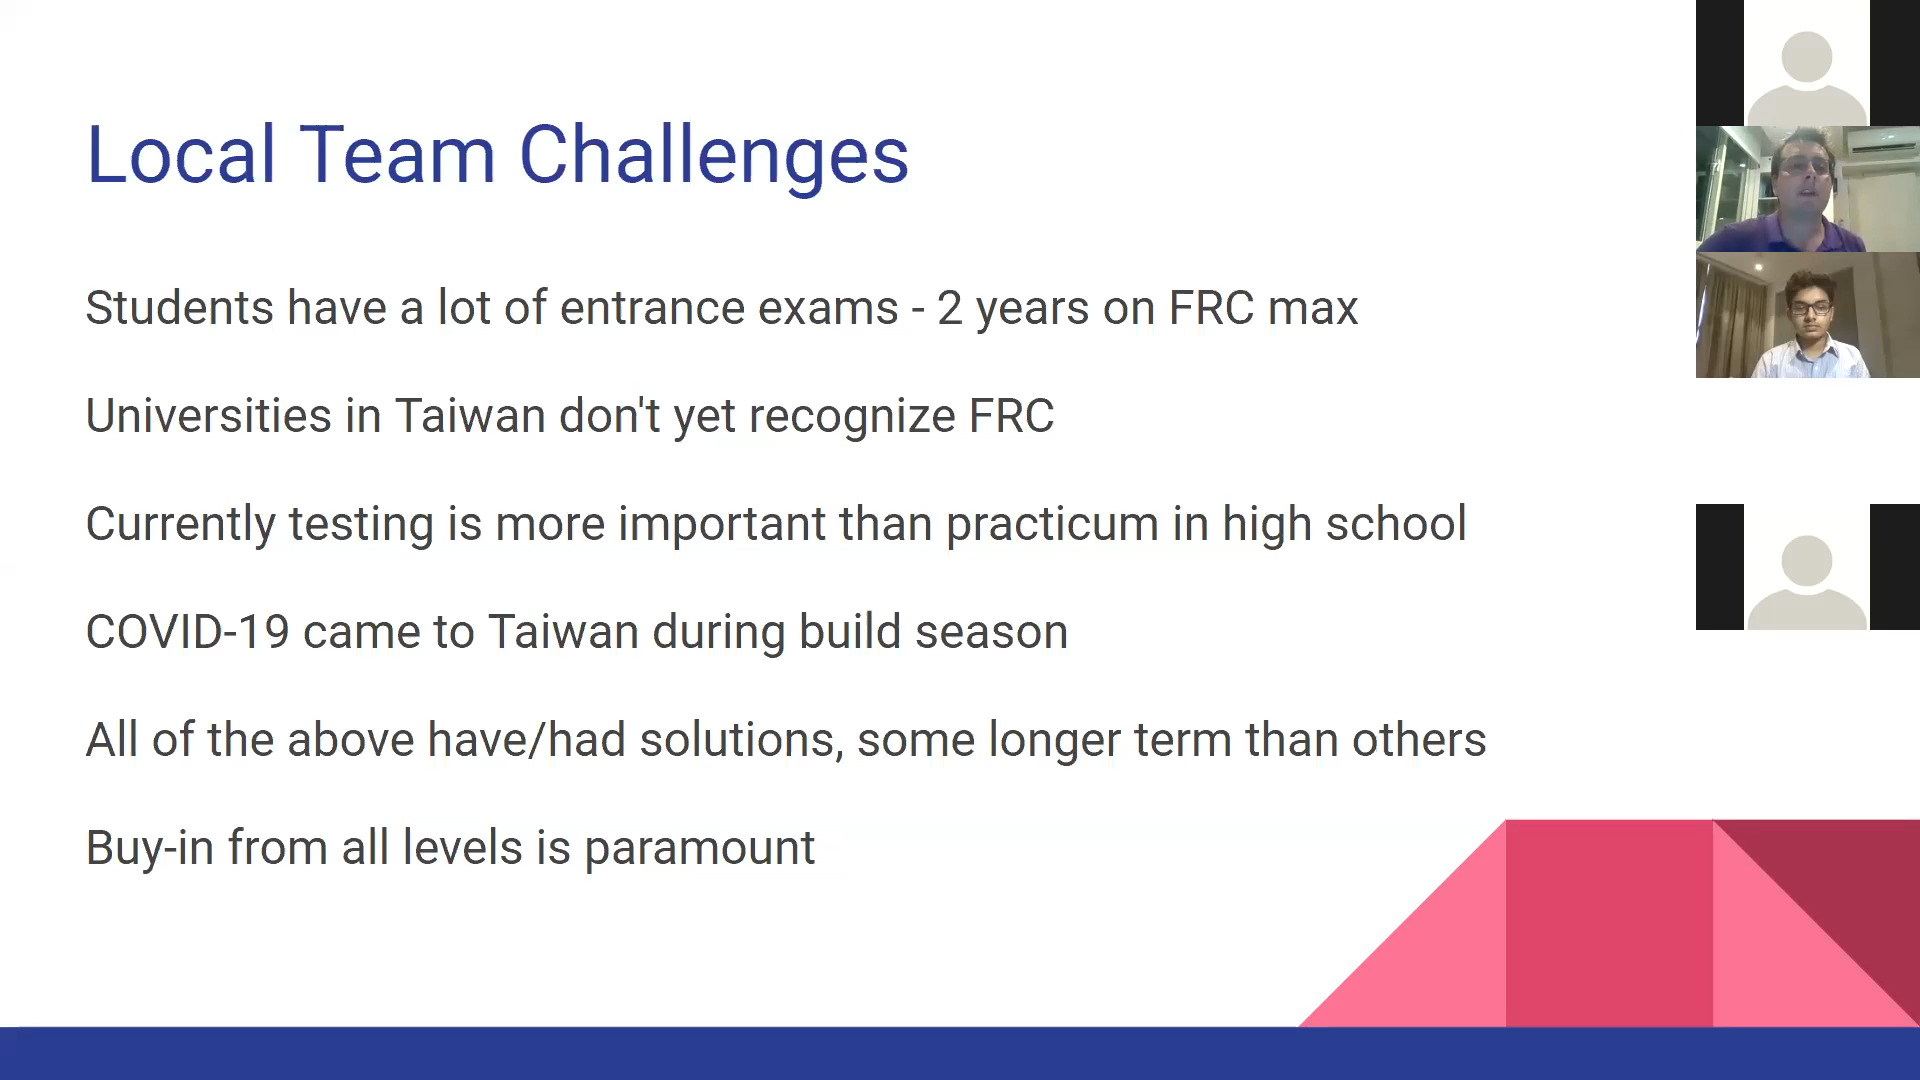 Local Team Challenges
Students have a lot of entrance exams - 2 years on FRC max
Universities in Taiwan don't yet recognize FRC
Currently testing is more important than practicum in high school
COVID-19 came to Taiwan during build season
All of the above have/had solutions, some longer term than others
Buy-in from all levels is paramount